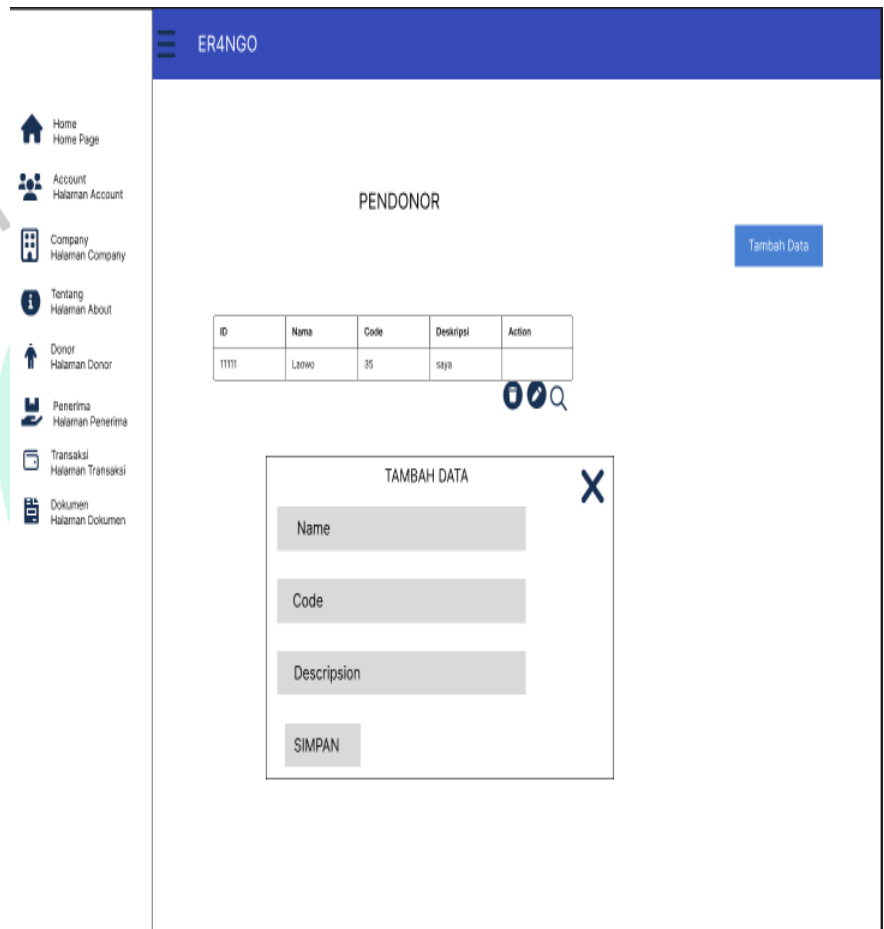 ER4NGO
Home
Home Page
Account
Halaman Account
Company
Halaman Company
Tentang
Halaman About
Donor
Halaman Donor
Penerima
Halaman Penerima
Transaksi
Halaman Transaksi
Dokumen
Halaman Dokumen
PENDONOR
Tambah Data
ID Nama Code Deskripsi Action
11111 Laowo 35 saya
TAMBAH DATA
Name
Code
Descripsion
SIMPAN